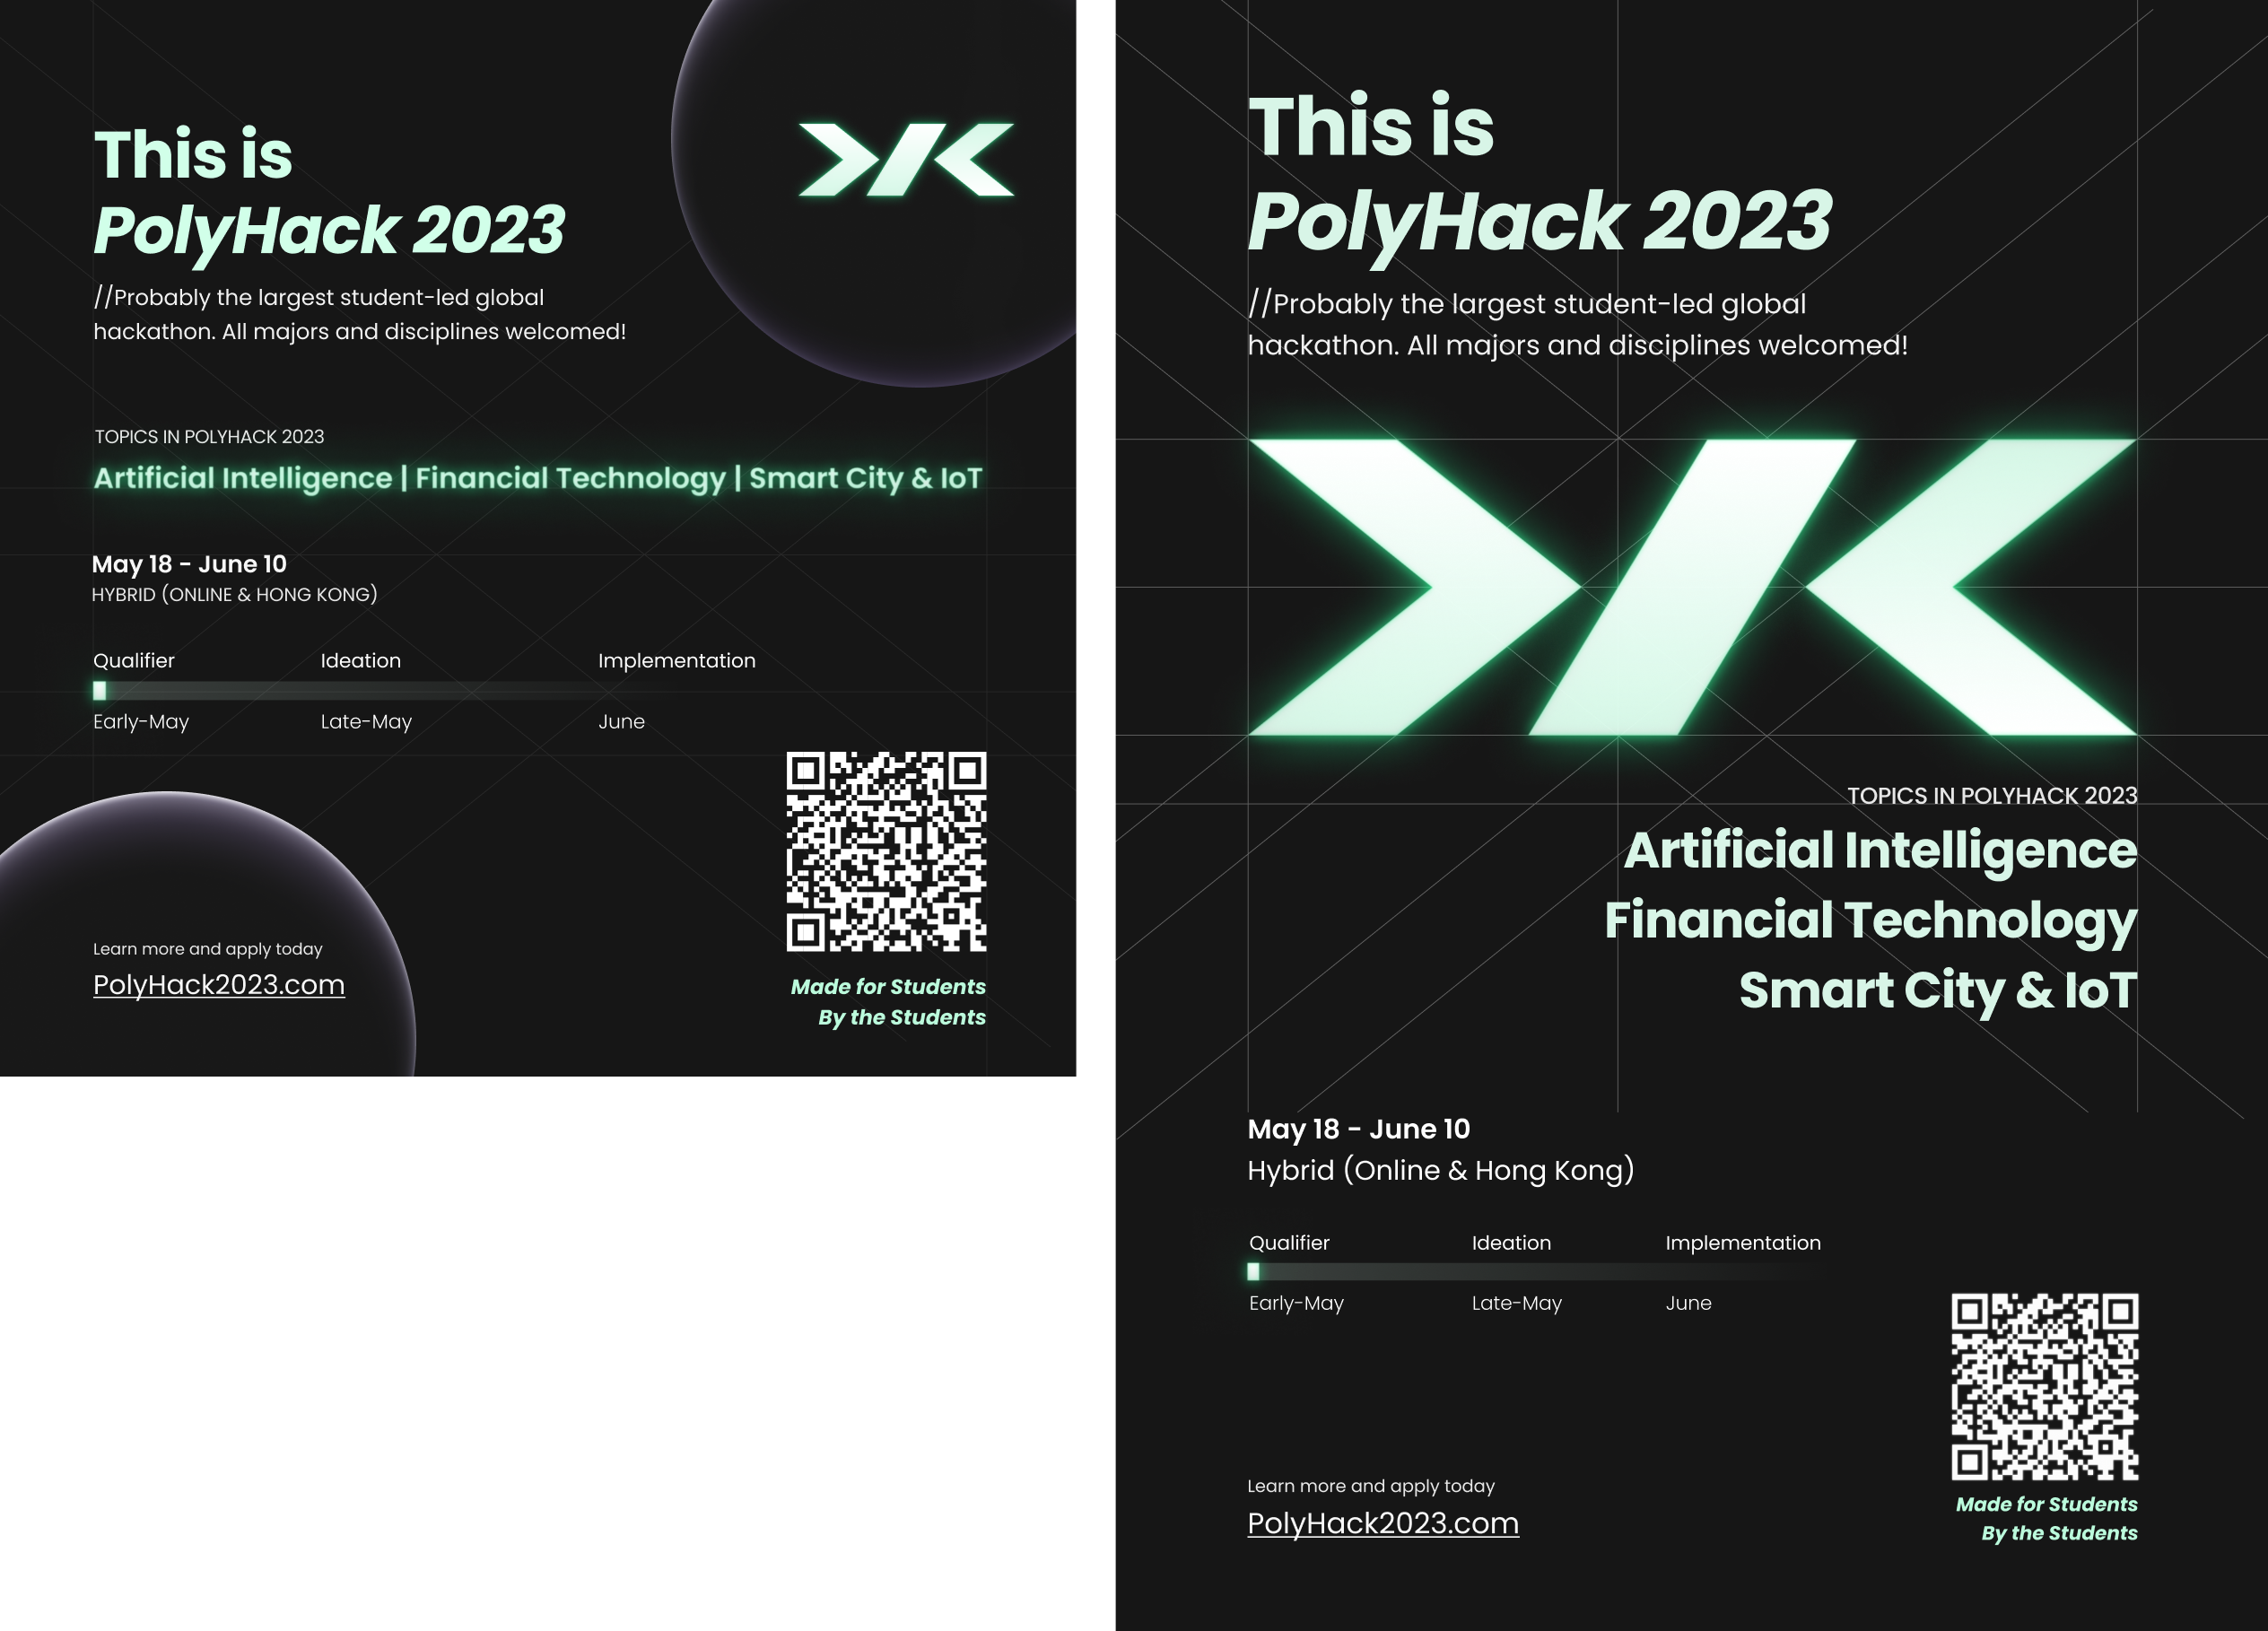 This is
PolyHack 2023
//Probably the largest student-led global
hackathon. All majors and disciplines welcomed!
TOPICS IN POLYHACK 2023
Artificial Intelligence | Financial Technology | Smart City & IoT
May 18 - June 10
HYBRID (ONLINE & HONG KONG)
Qualifier Ideation Implementation
Early-May Late-May June
Learn more and apply today
PolyHack2023.com
Made for Students
By the Students
This is
PolyHack 2023
//Probably the largest student-led global
hackathon. All majors and disciplines welcomed!
TOPICS IN POLYHACK 2023
Artificial Intelligence
Financial Technology
Smart City & IoT
May 18 - June 10
Hybrid (Online & Hong Kong)
Qualifier Ideation Implementation
Early-May Late-May June
Learn more and apply today
PolyHack2023.com
Made for Students
By the Students